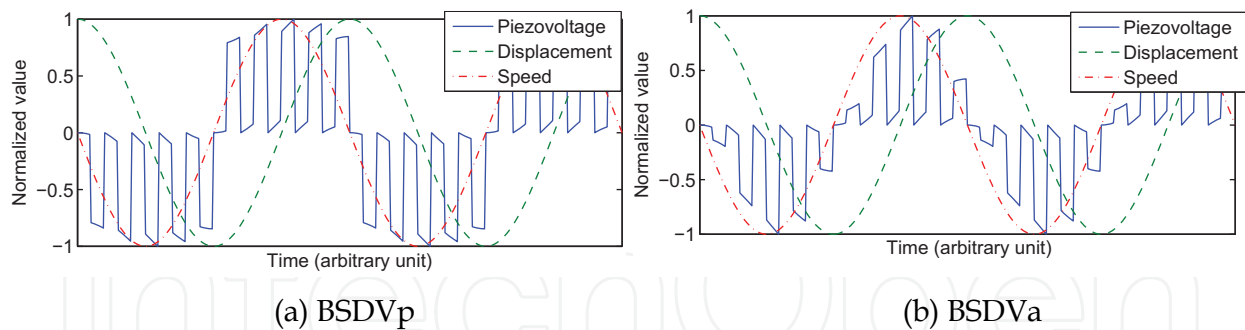 1
0.5
0
−0.5
−1
Normalized value
Time (arbitrary unit)
Piezovoltage
Displacement
Speed
(a) BSDVp
1
0.5
0
−0.5
−1
Normalized value
Time (arbitrary unit)
Piezovoltage
Displacement
Speed
(b) BSDVa